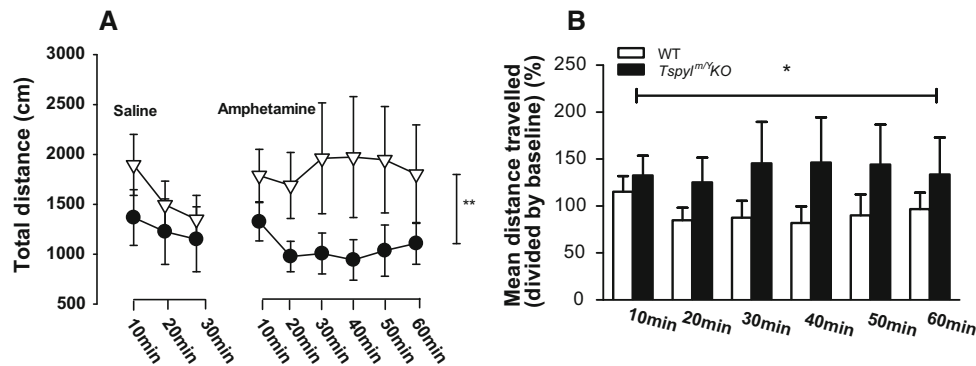 A
3000
2500
2000
1500
1000
500
Total distance (cm)
Saline
Amphetamine
**
10min
20min
30min
10min
20min
30min
40min
50min
60min
B
WT
Tspyl^m/Y KO
250
200
150
100
50
0
Mean distance travelled
(divided by baseline) (%)
*
10min
20min
30min
40min
50min
60min